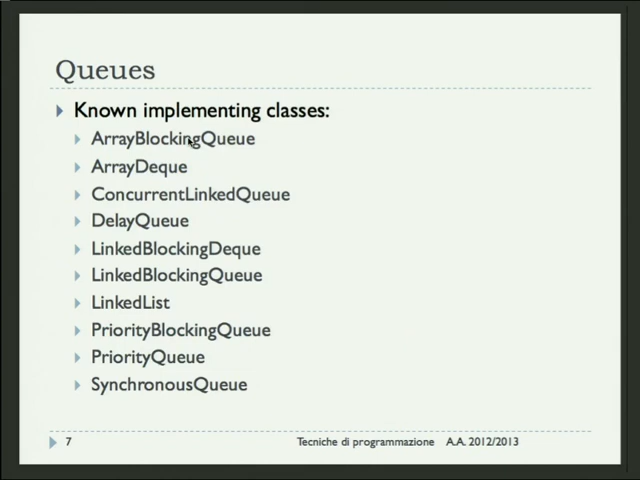 Queues
Known implementing classes:
ArrayBlockingQueue
ArrayDeque
ConcurrentLinkedQueue
DelayQueue
LinkedBlockingDeque
LinkedBlockingQueue
LinkedList
PriorityBlockingQueue
PriorityQueue
SynchronousQueue
7 Tecniche di programmazione A.A. 2012/2013